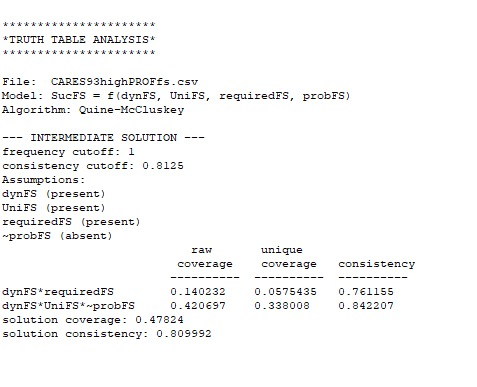 **********************
*TRUTH TABLE ANALYSIS*
**********************
File:  CARES93highPROFfs.csv
Model: SucFS = f(dynFS, UniFS, requiredFS, probFS)
Algorithm: Quine-McCluskey
--- INTERMEDIATE SOLUTION ---
frequency cutoff: 1
consistency cutoff: 0.8125
Assumptions:
dynFS (present)
UniFS (present)
requiredFS (present)
~probFS (absent)
raw unique
coverage coverage consistency
---------- ---------- ----------
dynFS*requiredFS 0.140232 0.0575435 0.761155
dynFS*UniFS*~probFS 0.420697 0.338008 0.842207
solution coverage: 0.47824
solution consistency: 0.809992